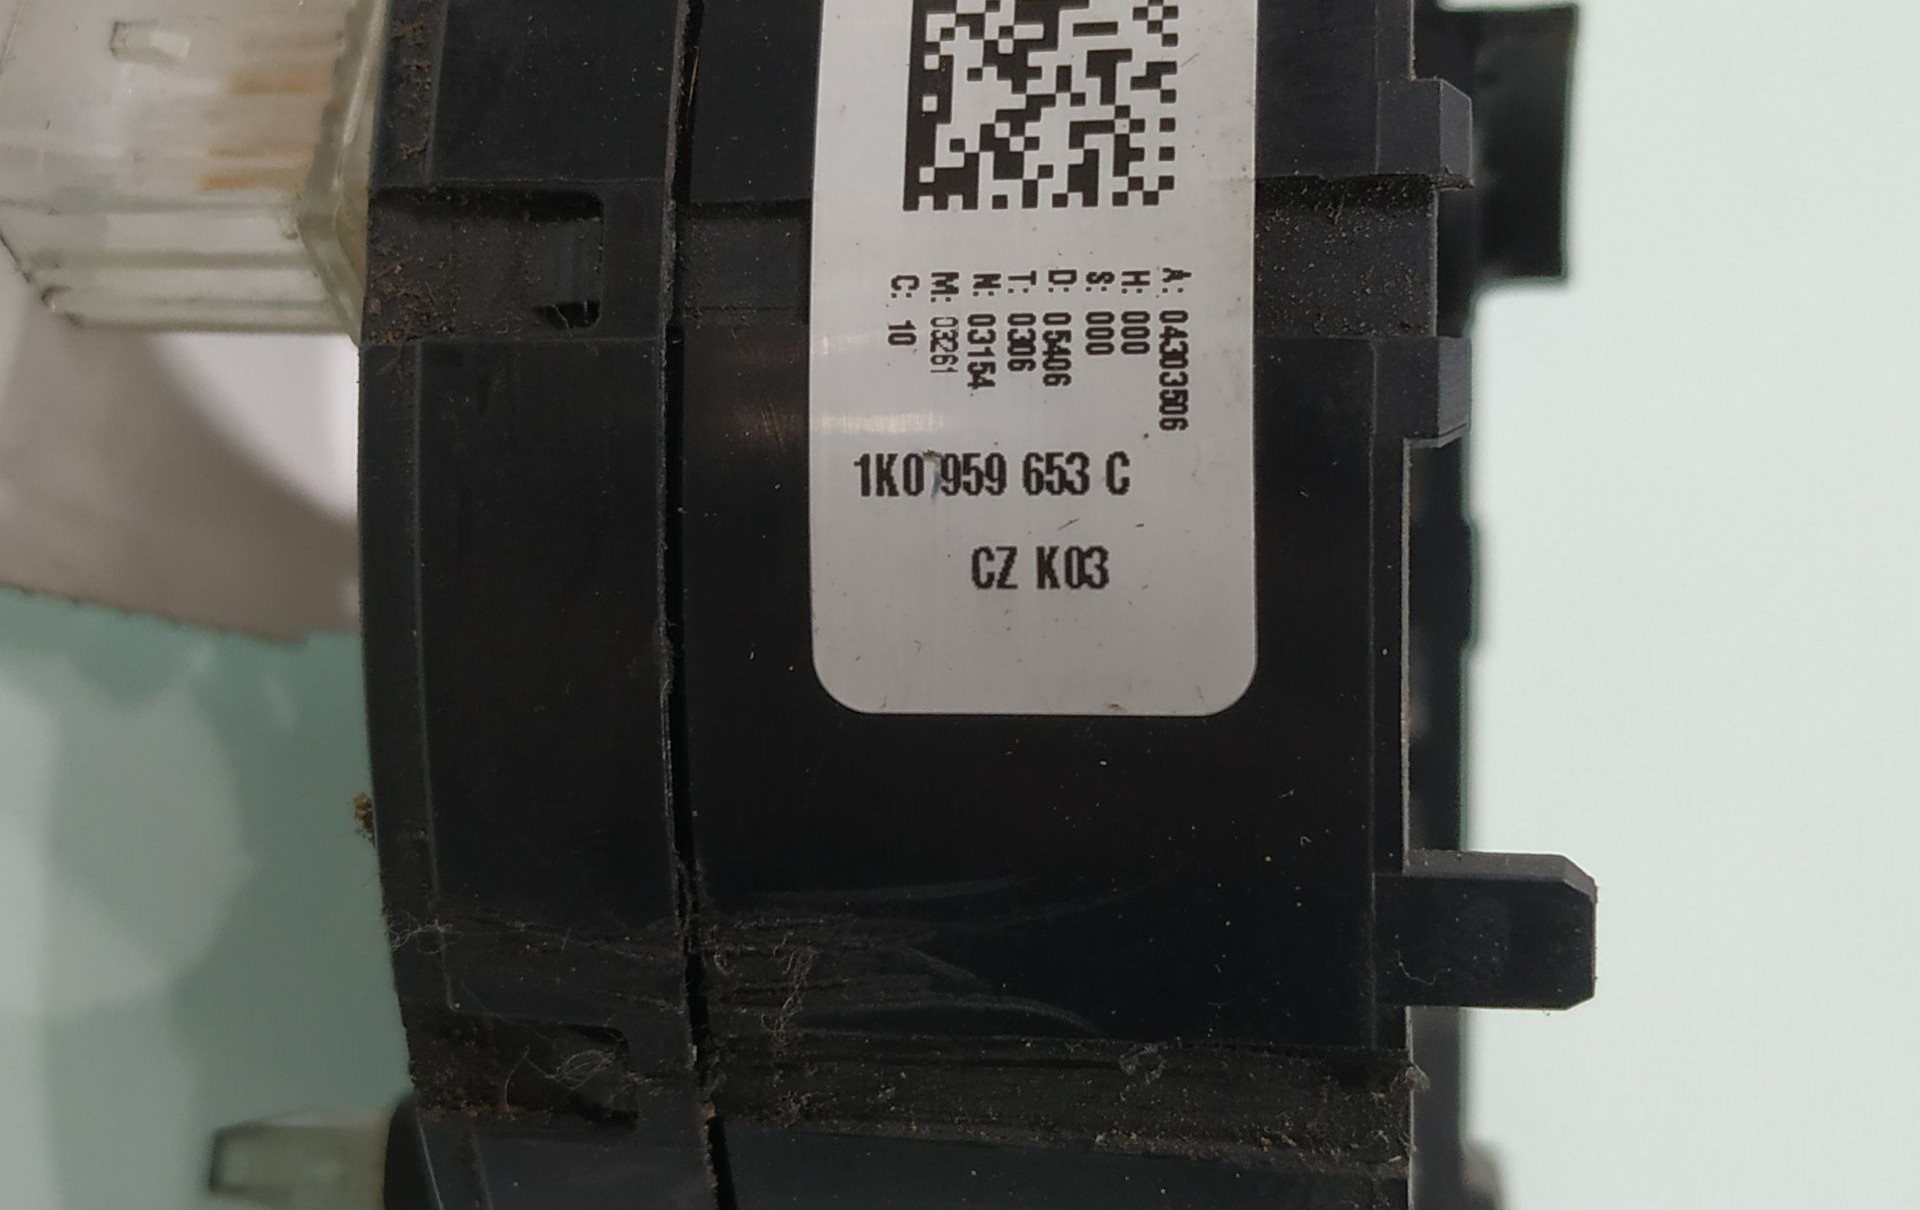 A: 04303506
H: 000
S: 000
D: 05406
T: 0306
N: 03154
M: 03261
C: 10
1K0 959 653 C
CZ K03